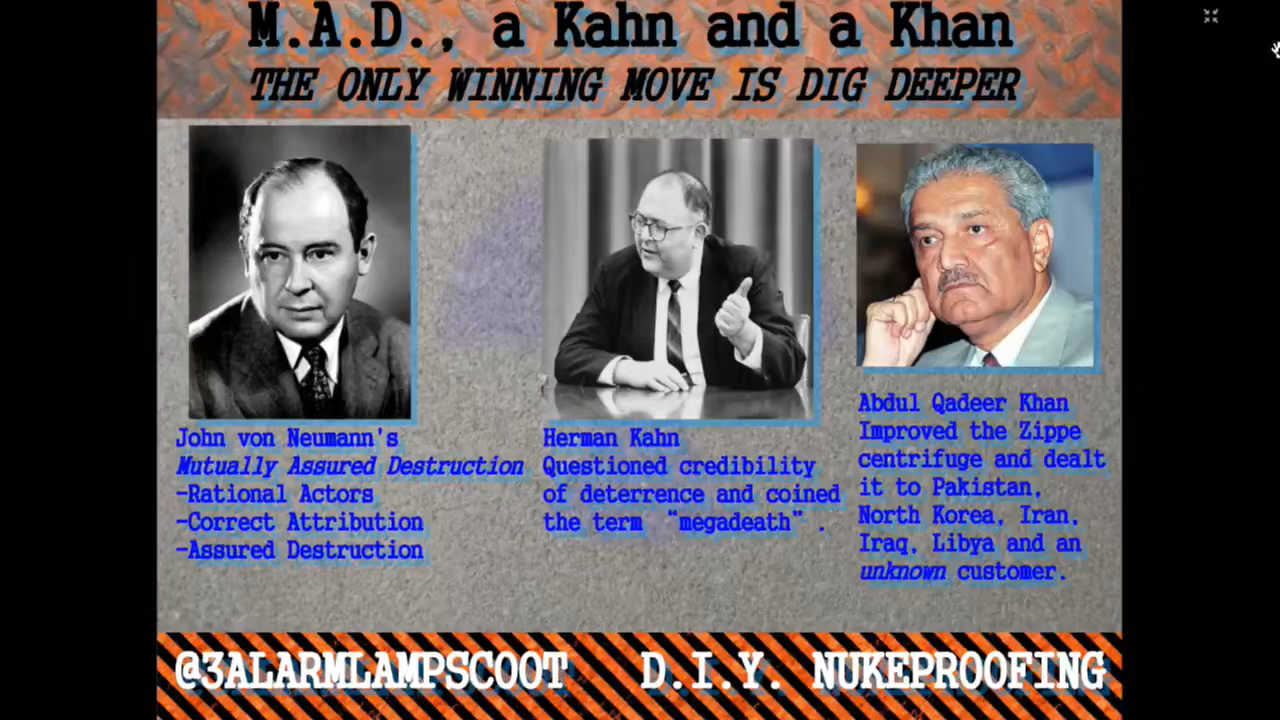 M.A.D., a Kahn and a Khan
THE ONLY WINNING MOVE IS DIG DEEPER
John von Neumann's
Mutually Assured Destruction
-Rational Actors
-Correct Attribution
-Assured Destruction
Herman Kahn
Questioned credibility
of deterrence and coined
the term “megadeath”.
Abdul Qadeer Khan
Improved the Zippe
centrifuge and dealt
it to Pakistan,
North Korea, Iran,
Iraq, Libya and an
unknown customer.
@3ALARMLAMPSCOOT D.I.Y. NUKEPROOFING